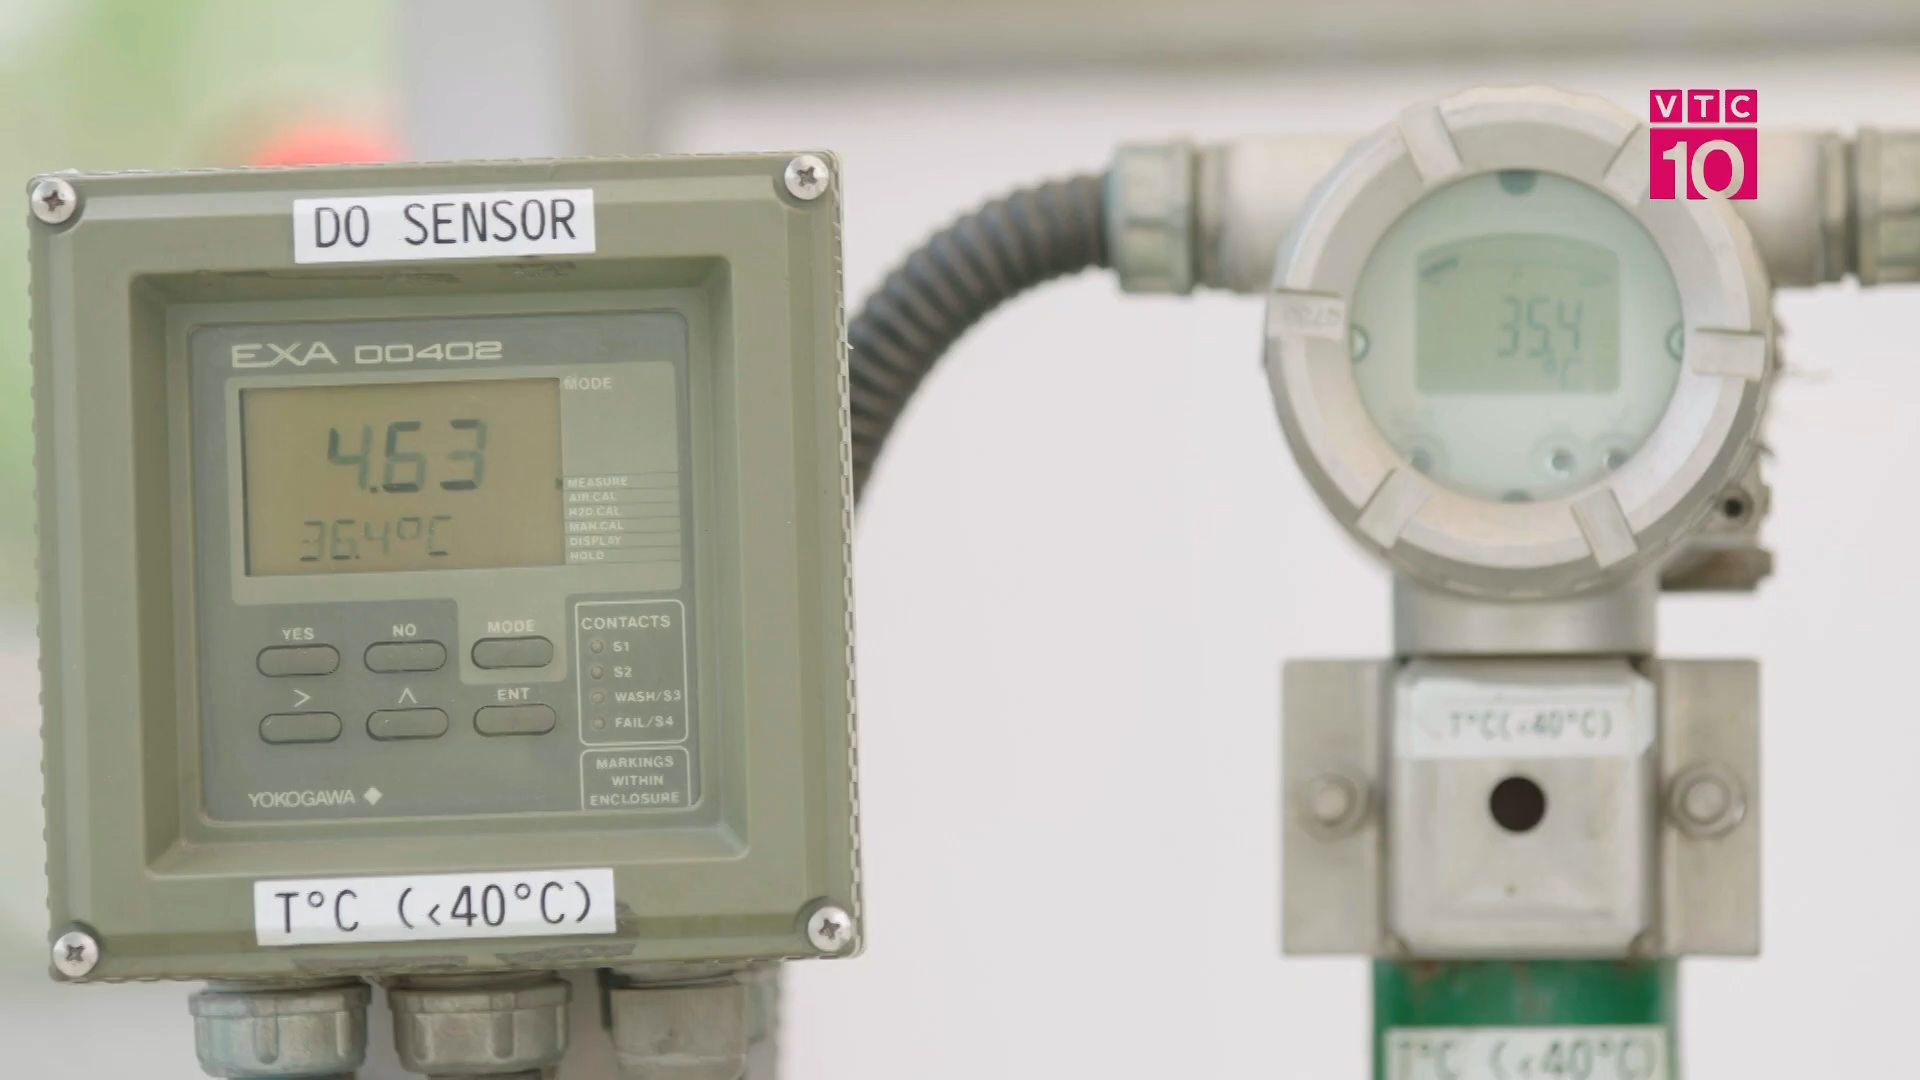 VTC
10
DO SENSOR
EXA DO402
MODE
4.63
36.4°C
MEASURE
AIR.CAL
H2O.CAL
MAN.CAL
DISPLAY
HOLD
YES
NO
MODE
>
∧
ENT
CONTACTS
S1
S2
WASH/S3
FAIL/S4
MARKINGS
WITHIN
ENCLOSURE
YOKOGAWA
T°C (<40°C)
35.4
°C
T°C(<40°C)
T°C (<40°C)